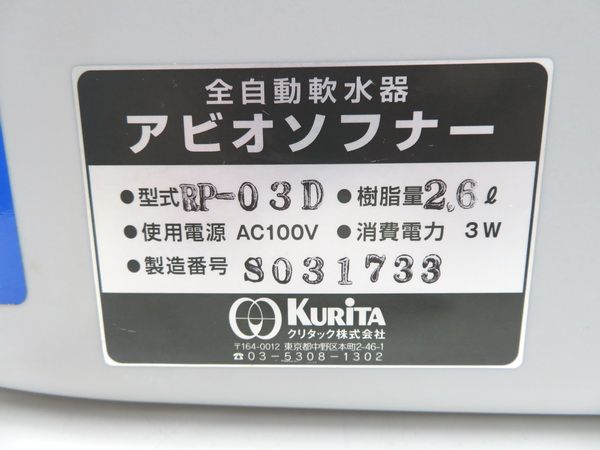 全自動軟水器
アビオソフナー
●型式 RP-03D ●樹脂量 2.6ℓ
●使用電源 AC100V ●消費電力 3W
●製造番号 S031733
KURITA
クリタック株式会社
〒164-0012 東京都中野区本町2-46-1
☎03-5308-1302